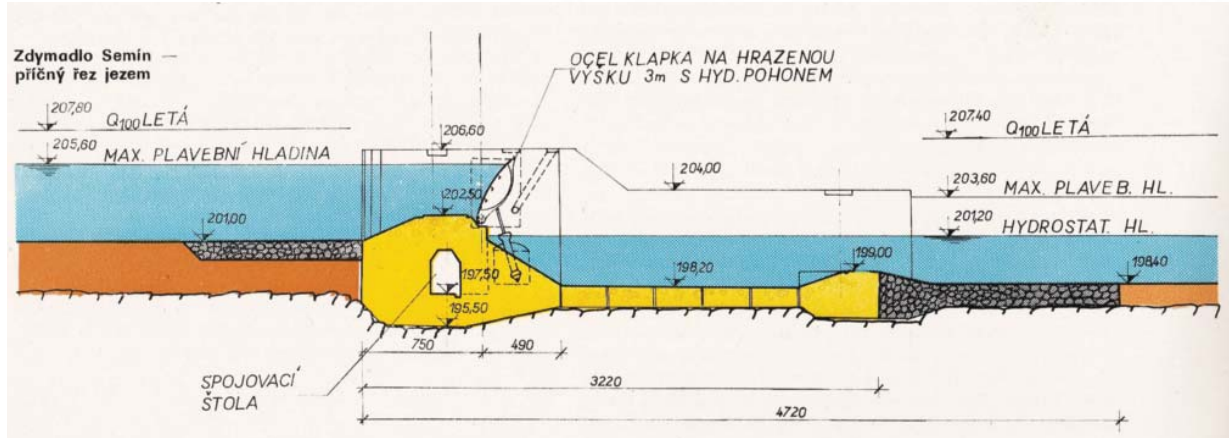 Zdymadlo Semín —
příčný řez jezem
OCEL KLAPKA NA HRAZENOU
VÝŠKU 3m S HYD. POHONEM
207,80
Q100 LETÁ
205,60
MAX. PLAVEBNÍ HLADINA
206,60
207,40
Q100 LETÁ
204,00
203,60
MAX. PLAVEB. HL.
202,50
201,00
201,20
HYDROSTAT. HL.
199,00
198,20
198,40
197,50
195,50
750
490
SPOJOVACÍ
ŠTOLA
3220
4720